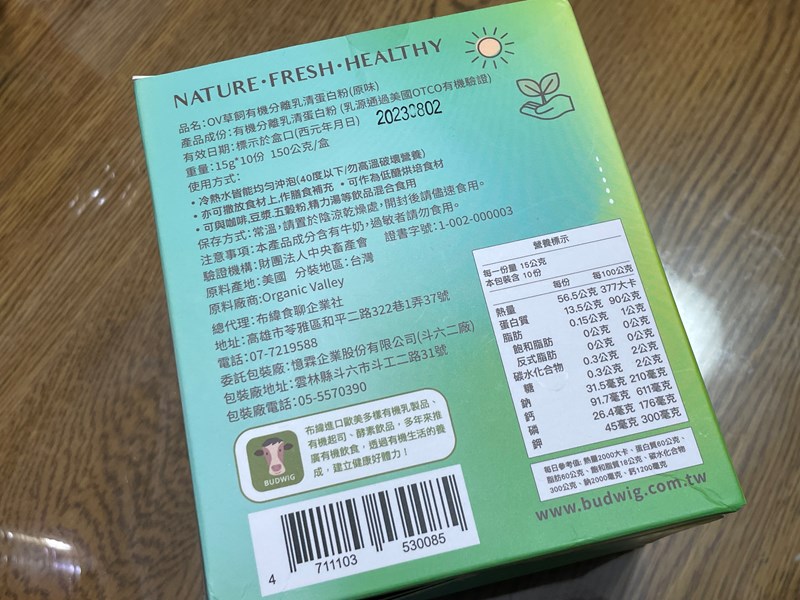 NATURE•FRESH•HEALTHY
品名:OV草飼有機分離乳清蛋白粉(原味)
產品成份:有機分離乳清蛋白粉 (乳源通過美國OTCO有機驗證)
有效日期:標示於盒口(西元年月日) 20230802
重量:15g*10份 150公克/盒
使用方式:
•冷熱水皆能均勻沖泡(40度以下/勿高溫破壞營養)
•亦可撒放食材上,作膳食補充 •可作為低醣烘培食材
•可與咖啡,豆漿,五穀粉,精力湯等飲品混合食用
保存方式:常溫,請置於陰涼乾燥處,開封後請儘速食用。
注意事項:本產品成分含有牛奶,過敏者請勿食用。
驗證機構:財團法人中央畜產會 證書字號:1-002-000003
原料產地:美國 分裝地區:台灣
原料廠商:Organic Valley
總代理:布緯食聊企業社
地址:高雄市苓雅區和平二路322巷1弄37號
電話:07-7219588
委託包裝廠:憶霖企業股份有限公司(斗六二廠)
包裝廠地址:雲林縣斗六市斗工二路31號
包裝廠電話:05-5570390
營養標示
每一份量 15公克
本包裝含 10份
每份 每100公克
熱量 56.5公克 377大卡
蛋白質 13.5公克 90公克
脂肪 0.15公克 1公克
飽和脂肪 0公克 0公克
反式脂肪 0公克 0公克
碳水化合物 0.3公克 2公克
糖 0.3公克 2公克
鈉 31.5毫克 210毫克
鈣 91.7毫克 611毫克
磷 26.4毫克 176毫克
鉀 45毫克 300毫克
每日參考值: 熱量2000大卡、蛋白質60公克、
脂肪60公克、飽和脂肪18公克、碳水化合物
300公克、鈉2000毫克、鈣1200毫克
www.budwig.com.tw
布緯進口歐美多樣有機乳製品、
有機起司、酵素飲品，多年來推
廣有機飲食，透過有機生活的養
成，建立健康好體力！
BUDWIG
4 711103 530085